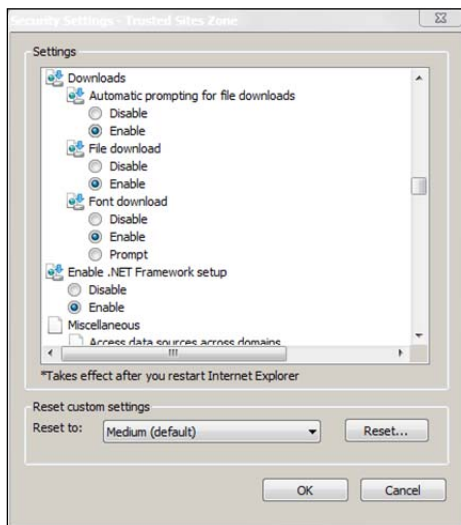 Security Settings - Trusted Sites Zone
Settings
Downloads
Automatic prompting for file downloads
Disable
Enable
File download
Disable
Enable
Font download
Disable
Enable
Prompt
Enable .NET Framework setup
Disable
Enable
Miscellaneous
Access data sources across domains
*Takes effect after you restart Internet Explorer
Reset custom settings
Reset to:
Medium (default)
Reset...
OK
Cancel